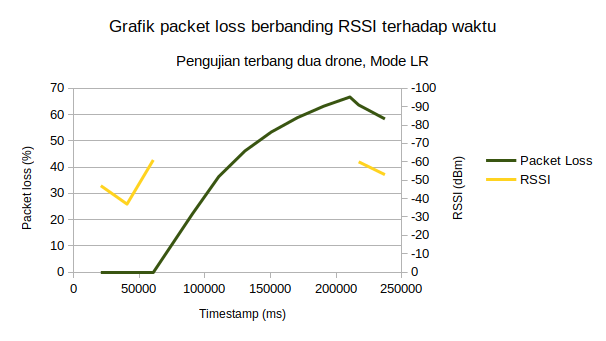 Grafik packet loss berbanding RSSI terhadap waktu
Pengujian terbang dua drone, Mode LR
70
60
50
40
30
20
10
0
Packet loss (%)
-100
-90
-80
-70
-60
-50
-40
-30
-20
-10
0
RSSI (dBm)
0 50000 100000 150000 200000 250000
Timestamp (ms)
Packet Loss
RSSI